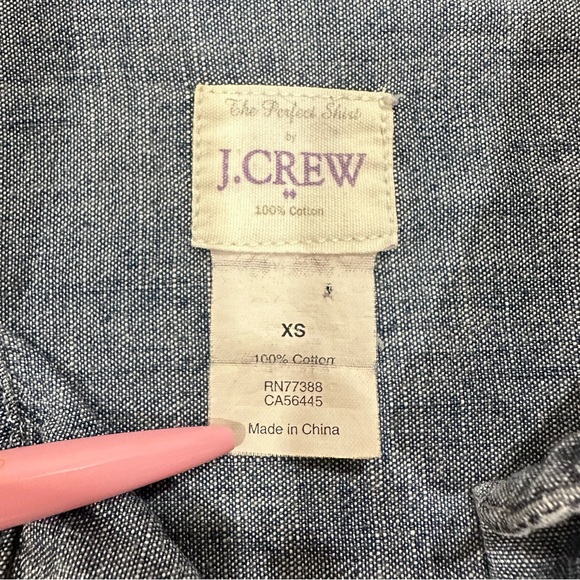 The Perfect Shirt
by
J.CREW
100% Cotton
XS
100% Cotton
RN77388
CA56445
Made in China